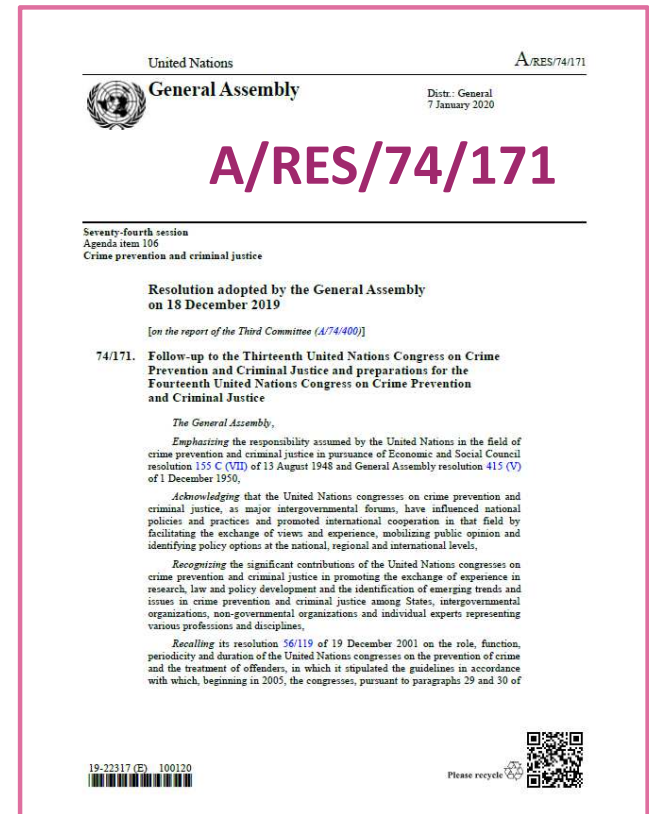 United Nations
A/RES/74/171
General Assembly
Distr.: General
7 January 2020
A/RES/74/171
Seventy-fourth session
Agenda item 106
Crime prevention and criminal justice
Resolution adopted by the General Assembly
on 18 December 2019
[on the report of the Third Committee (A/74/400)]
74/171. Follow-up to the Thirteenth United Nations Congress on Crime
Prevention and Criminal Justice and preparations for the
Fourteenth United Nations Congress on Crime Prevention
and Criminal Justice
The General Assembly,
Emphasizing the responsibility assumed by the United Nations in the field of
crime prevention and criminal justice in pursuance of Economic and Social Council
resolution 155 C (VII) of 13 August 1948 and General Assembly resolution 415 (V)
of 1 December 1950,
Acknowledging that the United Nations congresses on crime prevention and
criminal justice, as major intergovernmental forums, have influenced national
policies and practices and promoted international cooperation in that field by
facilitating the exchange of views and experience, mobilizing public opinion and
identifying policy options at the national, regional and international levels,
Recognizing the significant contributions of the United Nations congresses on
crime prevention and criminal justice in promoting the exchange of experience in
research, law and policy development and the identification of emerging trends and
issues in crime prevention and criminal justice among States, intergovernmental
organizations, non-governmental organizations and individual experts representing
various professions and disciplines,
Recalling its resolution 56/119 of 19 December 2001 on the role, function,
periodicity and duration of the United Nations congresses on the prevention of crime
and the treatment of offenders, in which it stipulated the guidelines in accordance
with which, beginning in 2005, the congresses, pursuant to paragraphs 29 and 30 of
19-22317 (E) 100120
Please recycle